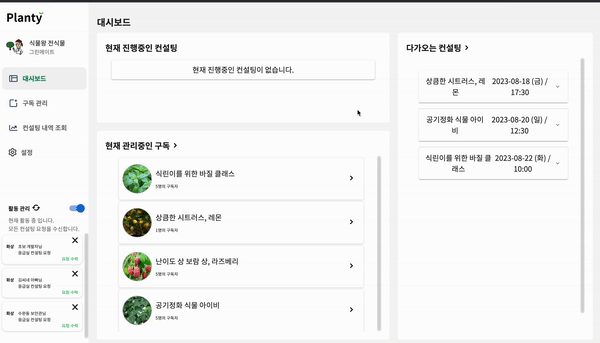 Planty
식물왕 전식물
그린메이트
대시보드
구독 관리
컨설팅 내역 조회
설정
활동 관리
현재 활동 중 입니다.
모든 컨설팅 요청을 수신합니다.
화상
초보 개발자님
응급실 컨설팅 요청
요청 수락
화상
김싸네 아빠님
응급실 컨설팅 요청
요청 수락
화상
수완동 보안관님
응급실 컨설팅 요청
요청 수락
대시보드
현재 진행중인 컨설팅
현재 진행중인 컨설팅이 없습니다.
현재 관리중인 구독
식린이를 위한 바질 클래스
5명의 구독자
상큼한 시트러스, 레몬
1명의 구독자
난이도 상 보람 상, 라즈베리
5명의 구독자
공기정화 식물 아이비
5명의 구독자
다가오는 컨설팅
상큼한 시트러스, 레 2023-08-18 (금) /
몬 17:30
공기정화 식물 아이 2023-08-20 (일) /
비 12:30
식린이를 위한 바질 클 2023-08-22 (화) /
래스 10:00